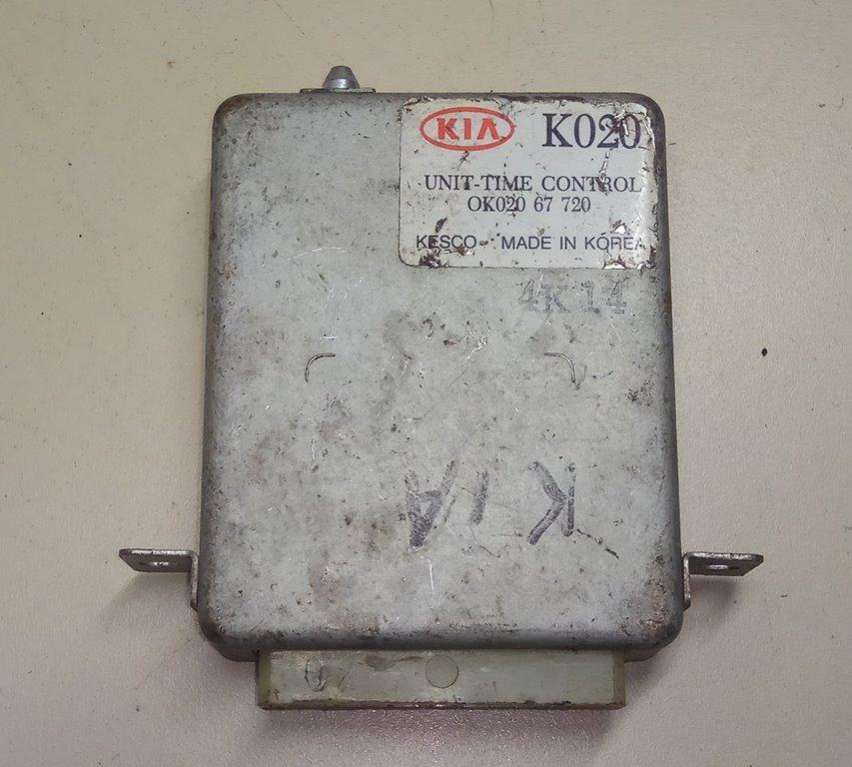 KIA K020
UNIT-TIME CONTROL
OK020 67 720
KESCO MADE IN KOREA
4K14
KIA